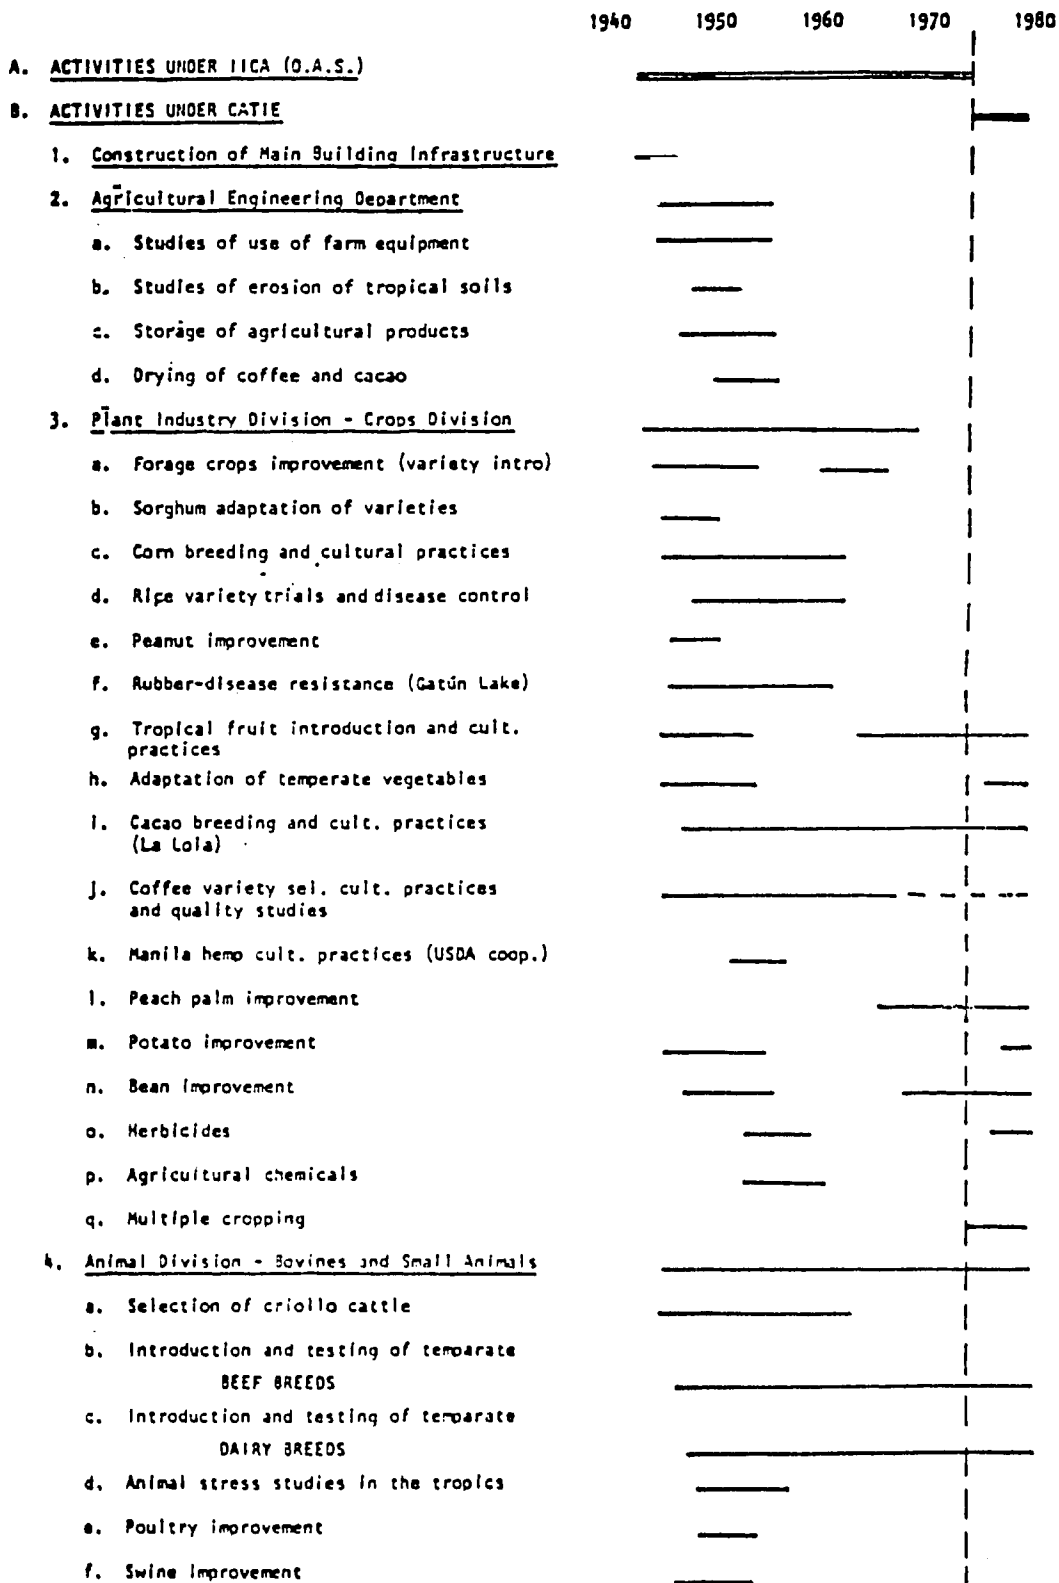 1940 1950 1960 1970 1980
A. ACTIVITIES UNDER IICA (O.A.S.)
B. ACTIVITIES UNDER CATIE
1. Construction of Main Building Infrastructure
2. Agricultural Engineering Department
a. Studies of use of farm equipment
b. Studies of erosion of tropical soils
c. Storage of agricultural products
d. Drying of coffee and cacao
3. Plant Industry Division - Crops Division
a. Forage crops improvement (variety intro)
b. Sorghum adaptation of varieties
c. Corn breeding and cultural practices
d. Rice variety trials and disease control
e. Peanut improvement
f. Rubber-disease resistance (Gatún Lake)
g. Tropical fruit introduction and cult.
practices
h. Adaptation of temperate vegetables
i. Cacao breeding and cult. practices
(La Lola)
j. Coffee variety sel. cult. practices
and quality studies
k. Manila hemp cult. practices (USDA coop.)
l. Peach palm improvement
m. Potato improvement
n. Bean improvement
o. Herbicides
p. Agricultural chemicals
q. Multiple cropping
4. Animal Division - Bovines and Small Animals
a. Selection of criollo cattle
b. Introduction and testing of temparate
BEEF BREEDS
c. Introduction and testing of temparate
DAIRY BREEDS
d. Animal stress studies in the tropics
e. Poultry improvement
f. Swine improvement